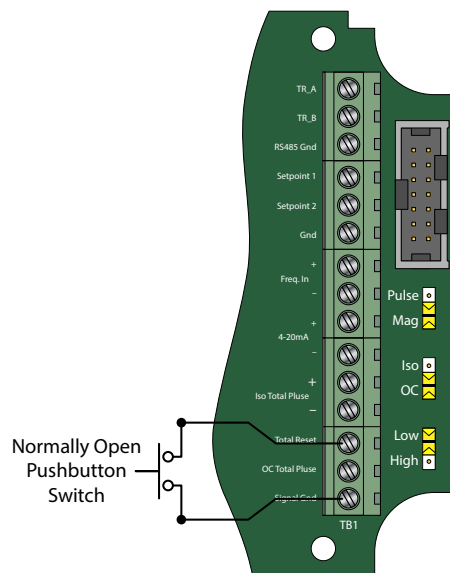 TR_A
TR_B
RS485 Gnd
Setpoint 1
Setpoint 2
Gnd
+
Freq. In
–
+
4-20mA
–
+
Iso Total Pluse
–
Total Reset
OC Total Pluse
Signal Gnd
TB1
Pulse
Mag
Iso
OC
Low
High
Normally Open
Pushbutton
Switch